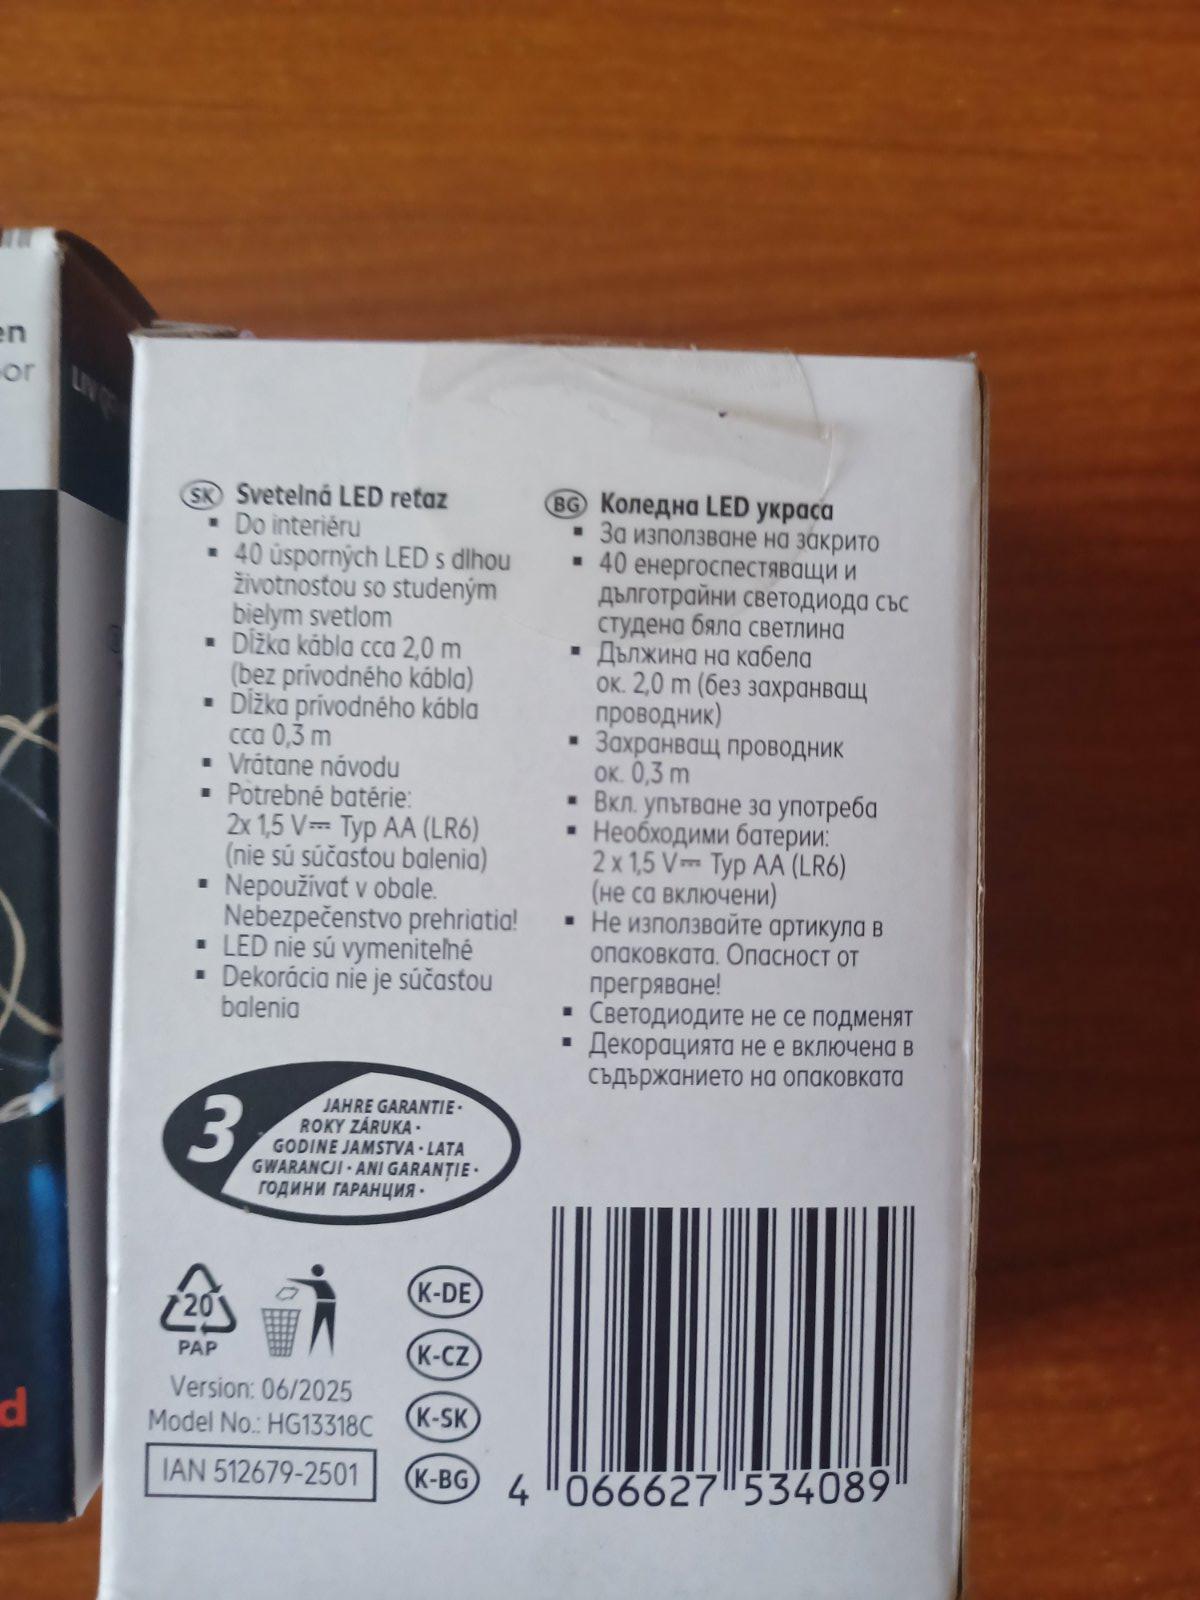 en
or
LIV
d
SK Svetelná LED reťaz
▪ Do interiéru
▪ 40 úsporných LED s dlhou
životnosťou so studeným
bielym svetlom
▪ Dĺžka kábla cca 2,0 m
(bez prívodného kábla)
▪ Dĺžka prívodného kábla
cca 0,3 m
▪ Vrátane návodu
▪ Potrebné batérie:
2x 1,5 V⎓ Typ AA (LR6)
(nie sú súčasťou balenia)
▪ Nepoužívať v obale.
Nebezpečenstvo prehriatia!
▪ LED nie sú vymeniteľné
▪ Dekorácia nie je súčasťou
balenia
BG Коледна LED украса
▪ За използване на закрито
▪ 40 енергоспестяващи и
дълготрайни светодиода със
студена бяла светлина
▪ Дължина на кабела
ок. 2,0 m (без захранващ
проводник)
▪ Захранващ проводник
ок. 0,3 m
▪ Вкл. упътване за употреба
▪ Необходими батерии:
2 x 1,5 V⎓ Typ AA (LR6)
(не са включени)
▪ Не използвайте артикула в
опаковката. Опасност от
прегряване!
▪ Светодиодите не се подменят
▪ Декорацията не е включена в
съдържанието на опаковката
3
JAHRE GARANTIE ·
ROKY ZÁRUKA ·
GODINE JAMSTVA · LATA
GWARANCJI · ANI GARANȚIE ·
ГОДИНИ ГАРАНЦИЯ ·
20
PAP
Version: 06/2025
Model No.: HG13318C
IAN 512679-2501
K-DE
K-CZ
K-SK
K-BG
4 066627 534089